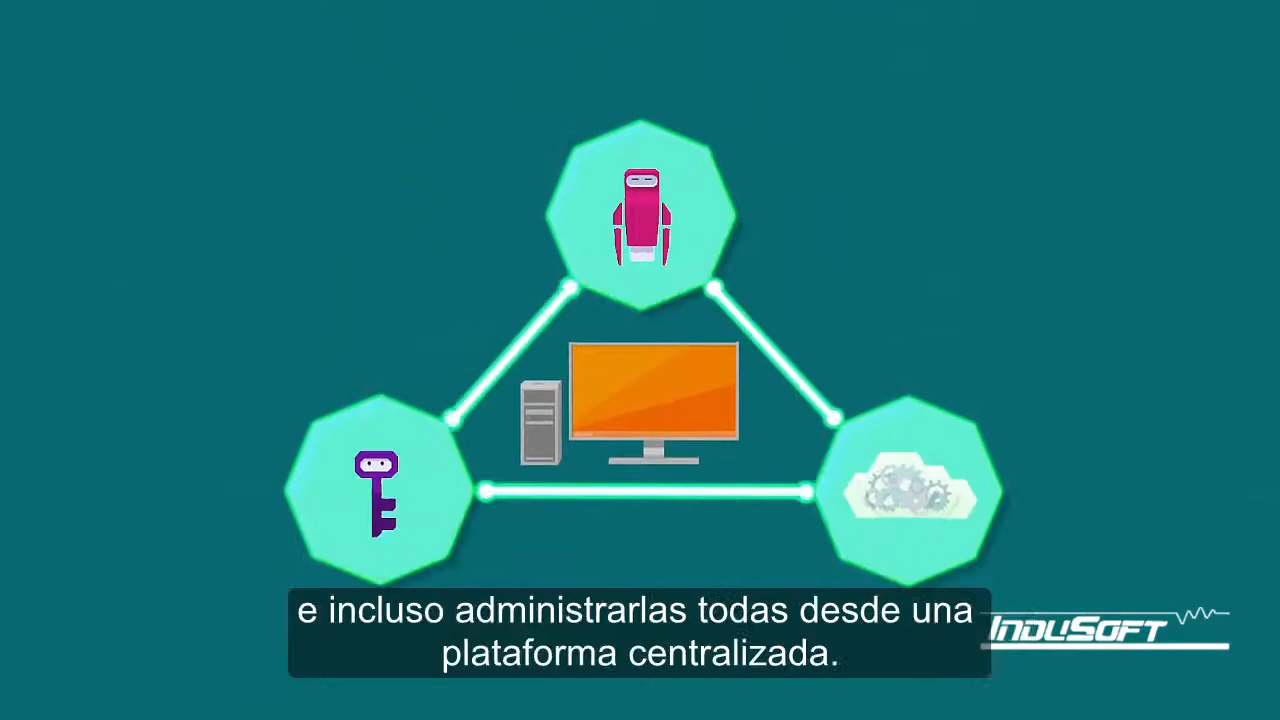 e incluso administrarlas todas desde una
plataforma centralizada.
INDUSOFT